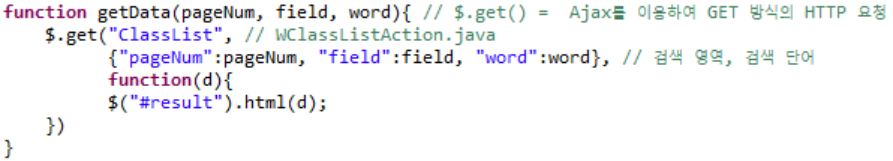 function getData(pageNum, field, word){ // $.get() =  Ajax를 이용하여 GET 방식의 HTTP 요청
    $.get("ClassList", // WClassListAction.java
          {"pageNum":pageNum, "field":field, "word":word}, // 검색 영역, 검색 단어
          function(d){
          $("#result").html(d);
    })
}